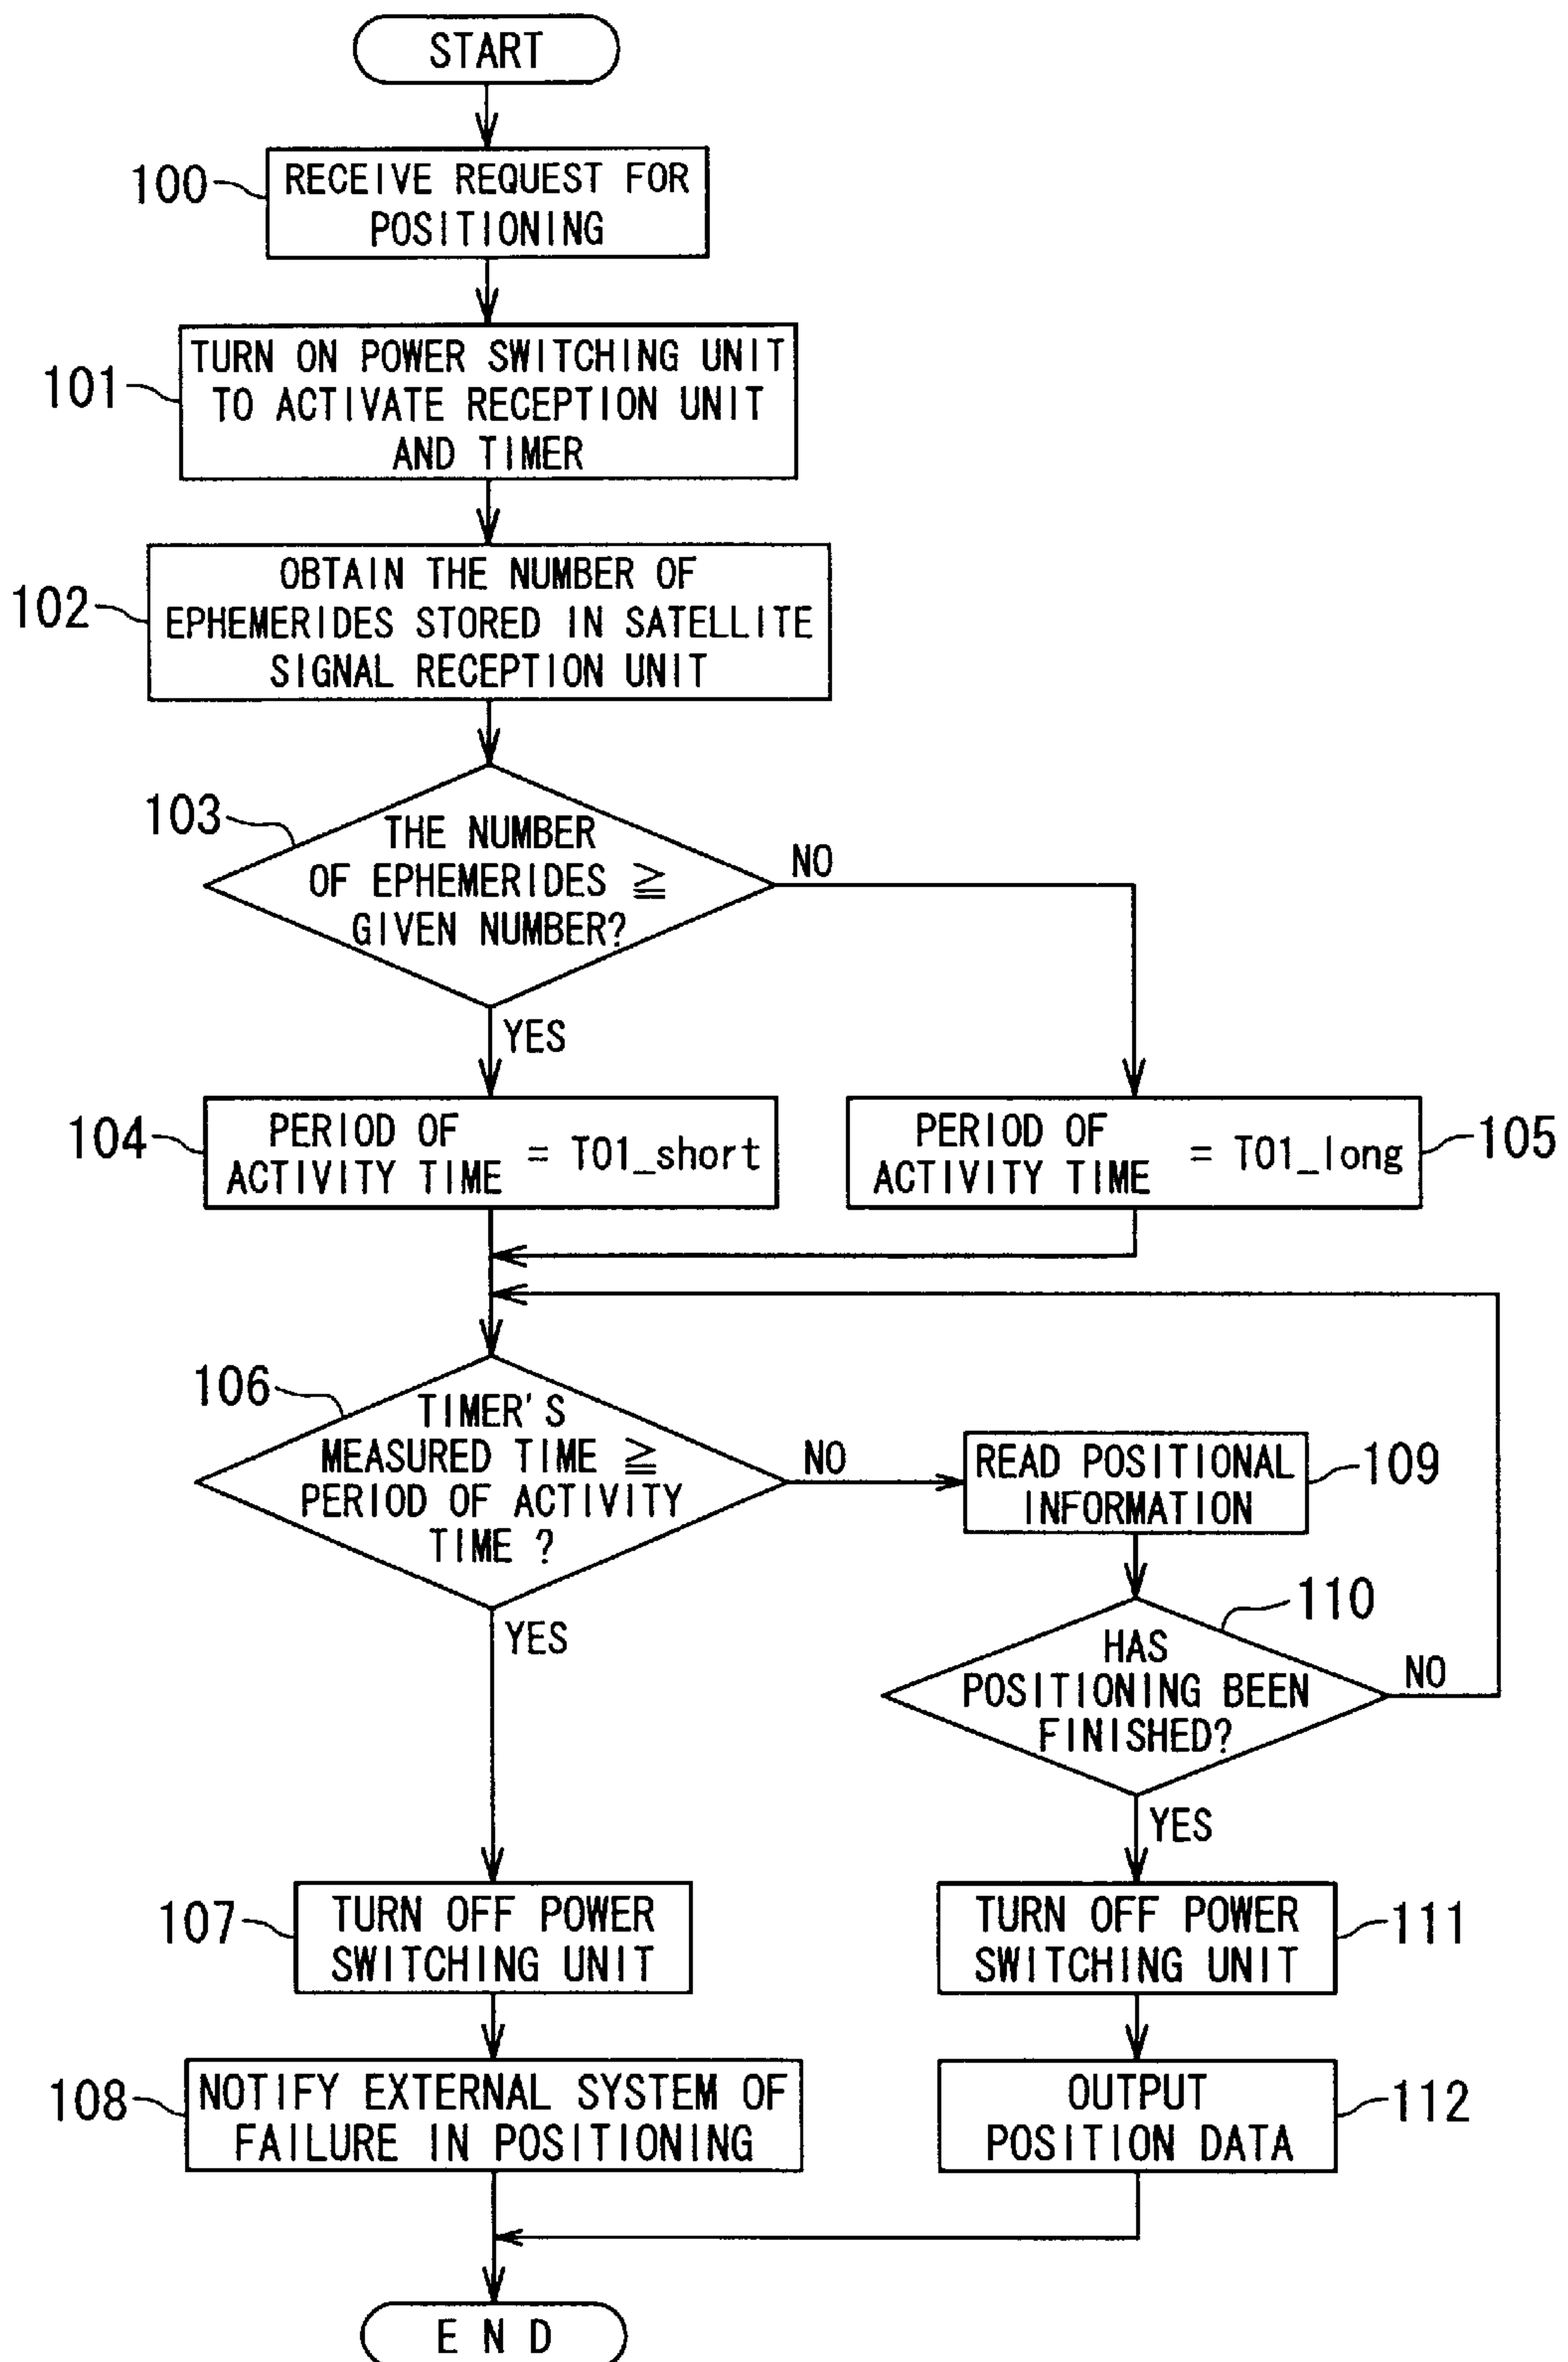 START
100
RECEIVE REQUEST FOR
POSITIONING
101
TURN ON POWER SWITCHING UNIT
TO ACTIVATE RECEPTION UNIT
AND TIMER
102
OBTAIN THE NUMBER OF
EPHEMERIDES STORED IN SATELLITE
SIGNAL RECEPTION UNIT
103
THE NUMBER
OF EPHEMERIDES ≧
GIVEN NUMBER?
NO
YES
104
PERIOD OF
ACTIVITY TIME = T01_short
PERIOD OF
ACTIVITY TIME = T01_long
105
106
TIMER'S
MEASURED TIME ≧
PERIOD OF ACTIVITY
TIME ?
NO
READ POSITIONAL
INFORMATION
109
YES
110
HAS
POSITIONING BEEN
FINISHED?
NO
YES
107
TURN OFF POWER
SWITCHING UNIT
TURN OFF POWER
SWITCHING UNIT
111
108
NOTIFY EXTERNAL SYSTEM OF
FAILURE IN POSITIONING
OUTPUT
POSITION DATA
112
END